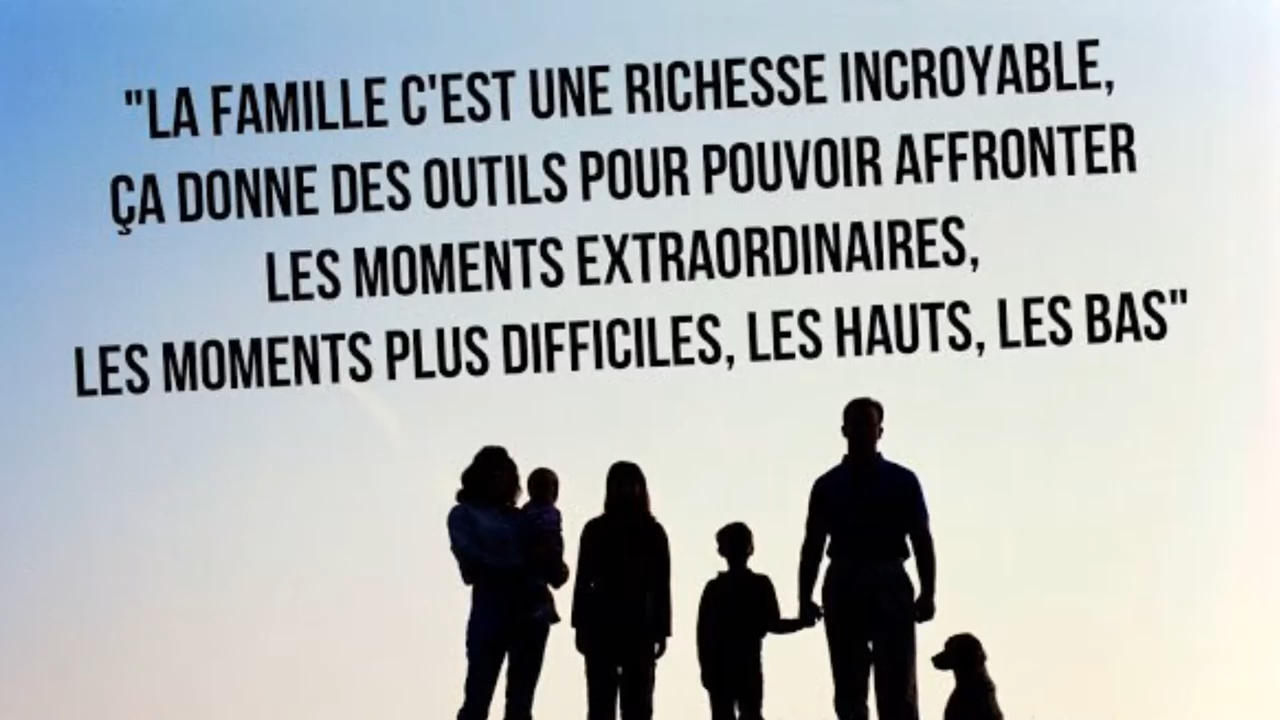 "LA FAMILLE C'EST UNE RICHESSE INCROYABLE,
ÇA DONNE DES OUTILS POUR POUVOIR AFFRONTER
LES MOMENTS EXTRAORDINAIRES,
LES MOMENTS PLUS DIFFICILES, LES HAUTS, LES BAS"